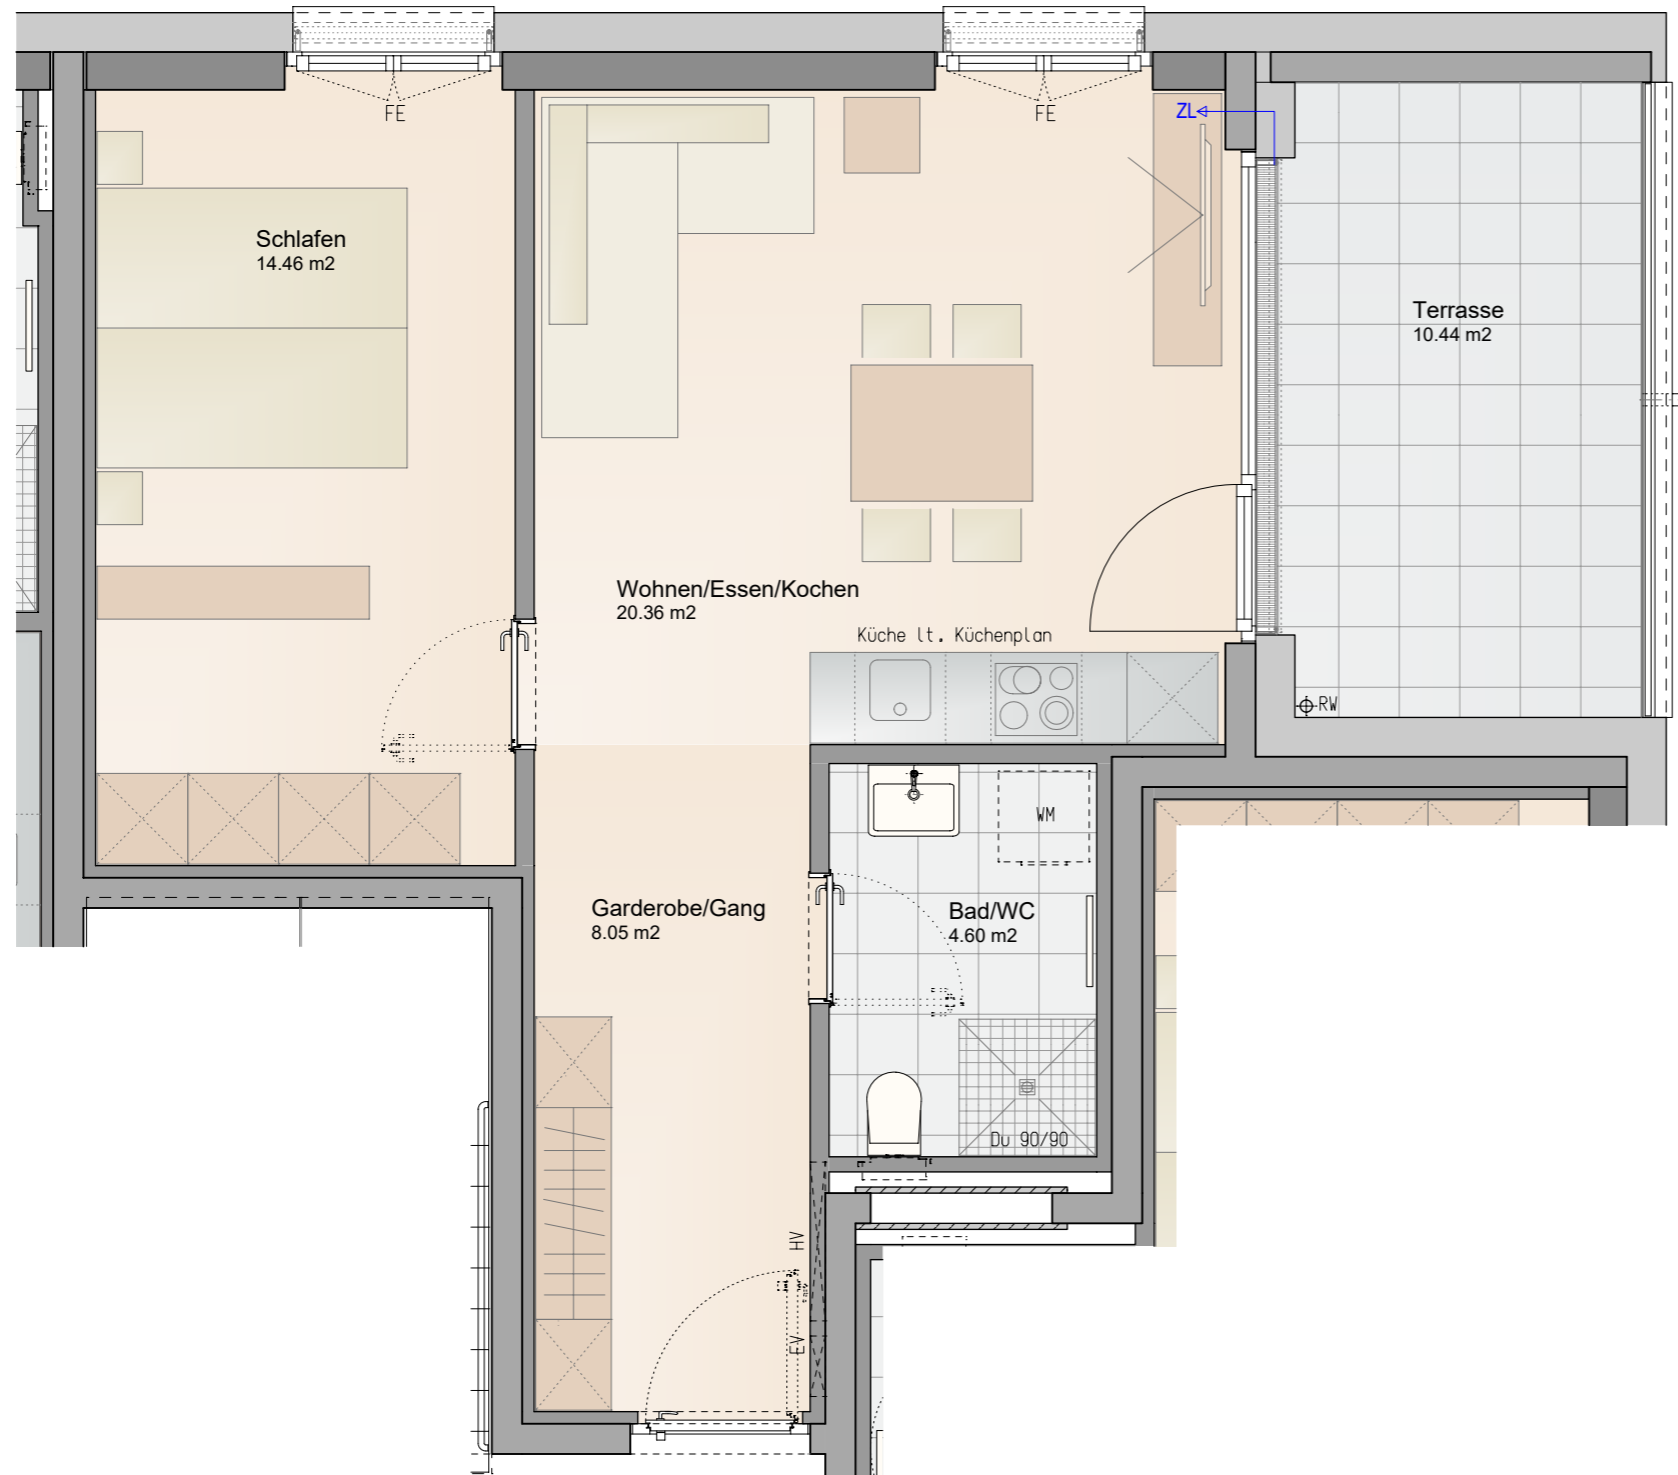 FE
FE
ZL
Schlafen
14.46 m2
Terrasse
10.44 m2
Wohnen/Essen/Kochen
20.36 m2
Küche lt. Küchenplan
RW
WM
Garderobe/Gang
8.05 m2
Bad/WC
4.60 m2
Du 90/90
HV
EV